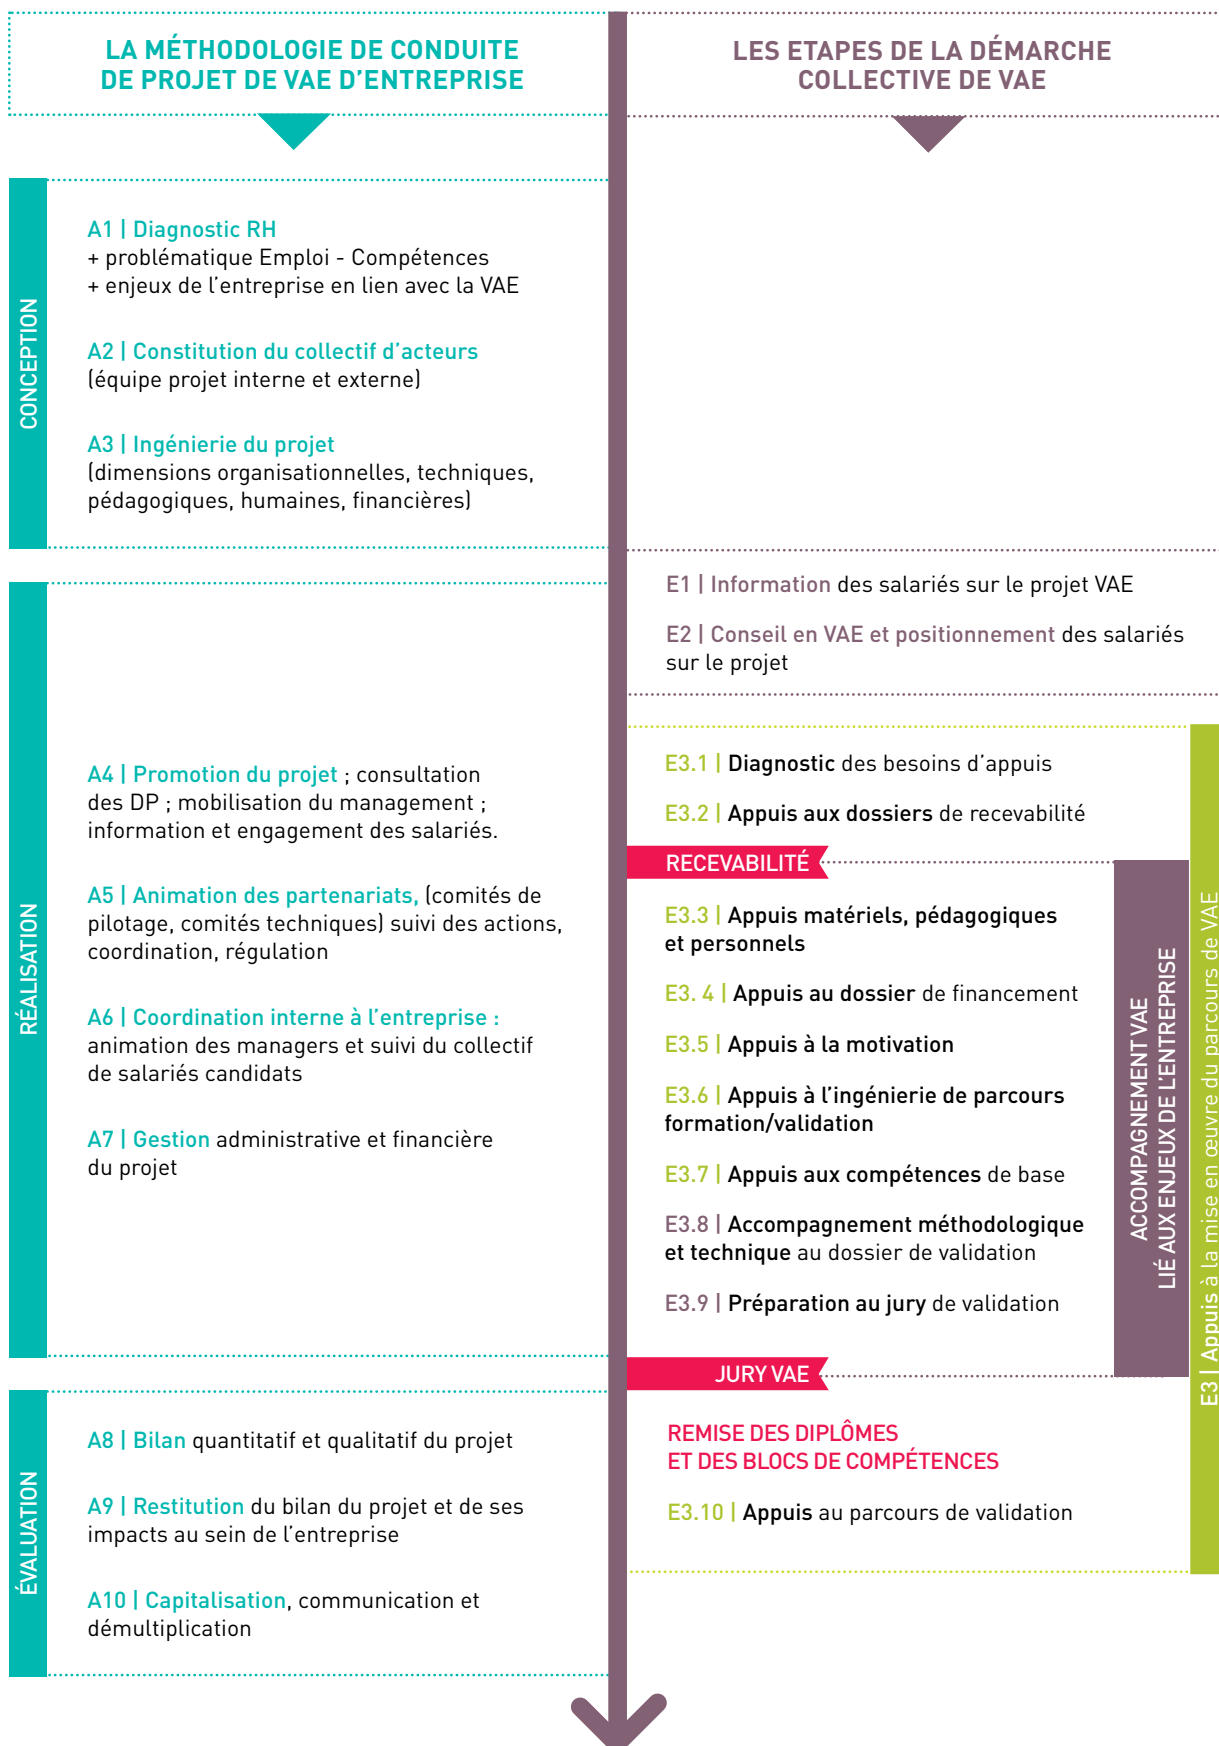 LA MÉTHODOLOGIE DE CONDUITE
DE PROJET DE VAE D'ENTREPRISE
CONCEPTION
A1 | Diagnostic RH
+ problématique Emploi - Compétences
+ enjeux de l'entreprise en lien avec la VAE
A2 | Constitution du collectif d'acteurs
(équipe projet interne et externe)
A3 | Ingénierie du projet
(dimensions organisationnelles, techniques,
pédagogiques, humaines, financières)
RÉALISATION
A4 | Promotion du projet ; consultation
des DP ; mobilisation du management ;
information et engagement des salariés.
A5 | Animation des partenariats, (comités de
pilotage, comités techniques) suivi des actions,
coordination, régulation
A6 | Coordination interne à l'entreprise :
animation des managers et suivi du collectif
de salariés candidats
A7 | Gestion administrative et financière
du projet
ÉVALUATION
A8 | Bilan quantitatif et qualitatif du projet
A9 | Restitution du bilan du projet et de ses
impacts au sein de l'entreprise
A10 | Capitalisation, communication et
démultiplication
LES ETAPES DE LA DÉMARCHE
COLLECTIVE DE VAE
E1 | Information des salariés sur le projet VAE
E2 | Conseil en VAE et positionnement des salariés
sur le projet
E3.1 | Diagnostic des besoins d'appuis
E3.2 | Appuis aux dossiers de recevabilité
RECEVABILITÉ
E3.3 | Appuis matériels, pédagogiques
et personnels
E3. 4 | Appuis au dossier de financement
E3.5 | Appuis à la motivation
E3.6 | Appuis à l'ingénierie de parcours
formation/validation
E3.7 | Appuis aux compétences de base
E3.8 | Accompagnement méthodologique
et technique au dossier de validation
E3.9 | Préparation au jury de validation
JURY VAE
REMISE DES DIPLÔMES
ET DES BLOCS DE COMPÉTENCES
E3.10 | Appuis au parcours de validation
ACCOMPAGNEMENT VAE
LIÉ AUX ENJEUX DE L'ENTREPRISE
E3 | Appuis à la mise en œuvre du parcours de VAE